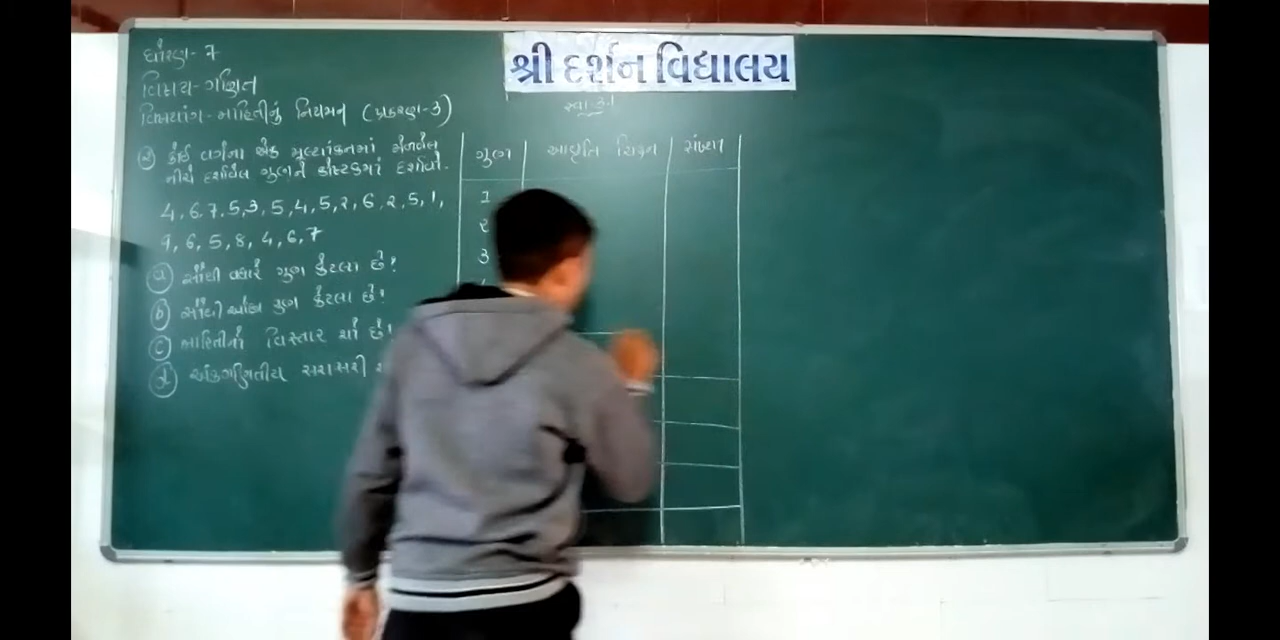 શ્રી દર્શન વિદ્યાલય
ધોરણ - 7
વિષય - ગણિત
વિષયાંગ - માહિતીનું નિયમન (પ્રકરણ-3)
સ્વા. 3.1
કોઈ વર્ગના એક મૂલ્યાંકનમાં મેળવેલ
નીચે દર્શાવેલ ગુણને કોષ્ટકમાં દર્શાવો.
4, 6, 7, 5, 3, 5, 4, 5, 2, 6, 2, 5, 1,
9, 6, 5, 8, 4, 6, 7
(a) સૌથી વધારે ગુણ કેટલા છે?
(b) સૌથી ઓછા ગુણ કેટલા છે?
(c) માહિતીનો વિસ્તાર શો છે?
(d) અંકગણિતીય સરાસરી
ગુણ આવૃત્તિ ચિહ્ન સંખ્યા
1
2
3